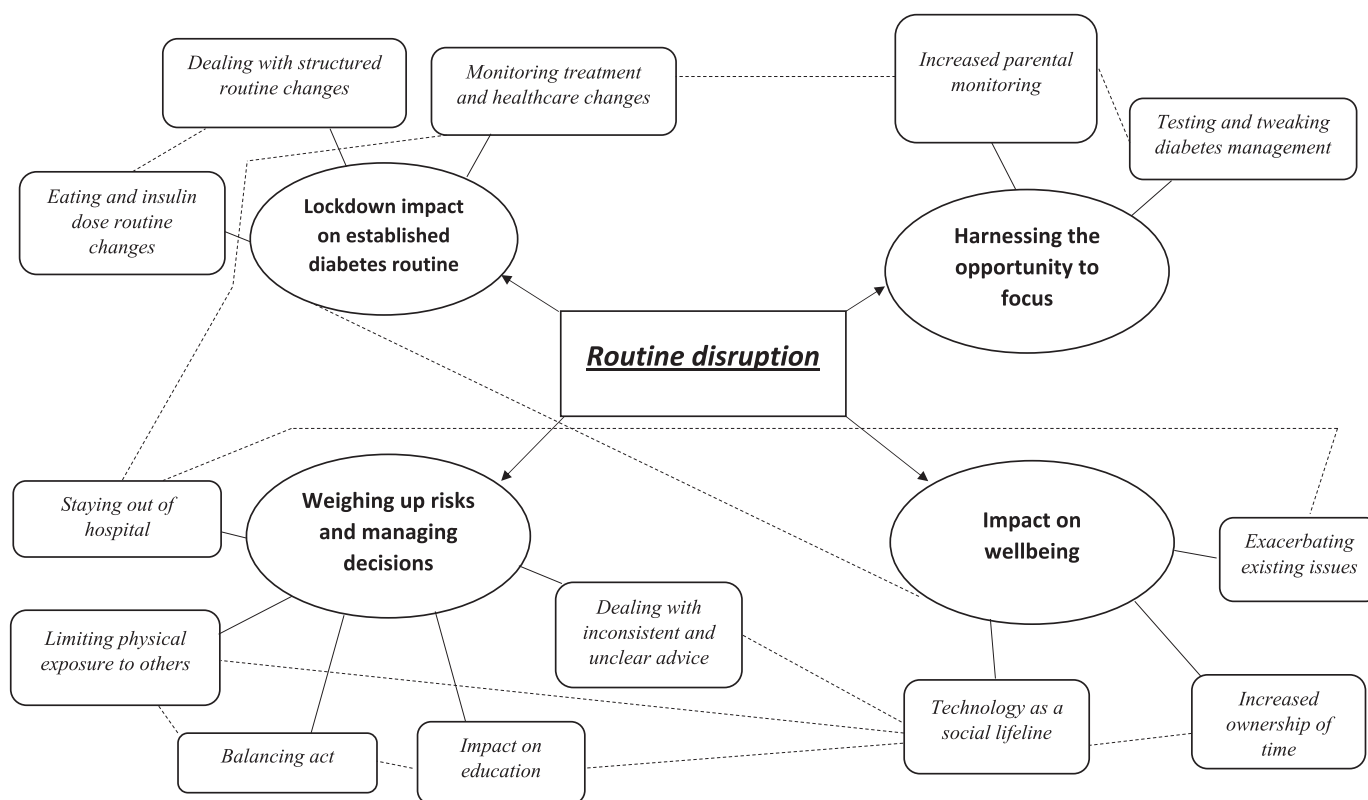 Dealing with structured
routine changes
Monitoring treatment
and healthcare changes
Increased parental
monitoring
Testing and tweaking
diabetes management
Eating and insulin
dose routine
changes
Lockdown impact
on established
diabetes routine
Harnessing the
opportunity to
focus
Routine disruption
Staying out of
hospital
Weighing up risks
and managing
decisions
Impact on
wellbeing
Exacerbating
existing issues
Limiting physical
exposure to others
Dealing with
inconsistent and
unclear advice
Technology as a
social lifeline
Increased
ownership of
time
Balancing act
Impact on
education